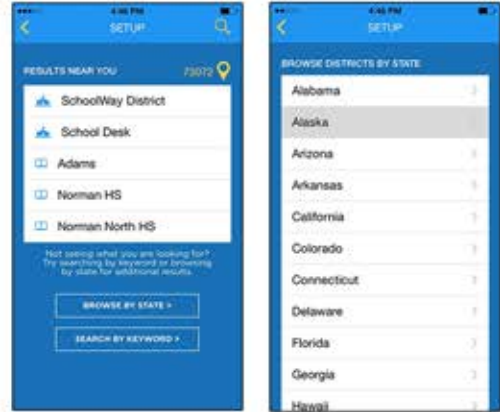 4:46 PM
SETUP
RESULTS NEAR YOU
73072
SchoolWay District
School Desk
Adams
Norman HS
Norman North HS
Not seeing what you are looking for?
Try searching by keyword or browsing
by state for additional results.
BROWSE BY STATE >
SEARCH BY KEYWORD >
4:46 PM
SETUP
BROWSE DISTRICTS BY STATE
Alabama
Alaska
Arizona
Arkansas
California
Colorado
Connecticut
Delaware
Florida
Georgia
Hawaii